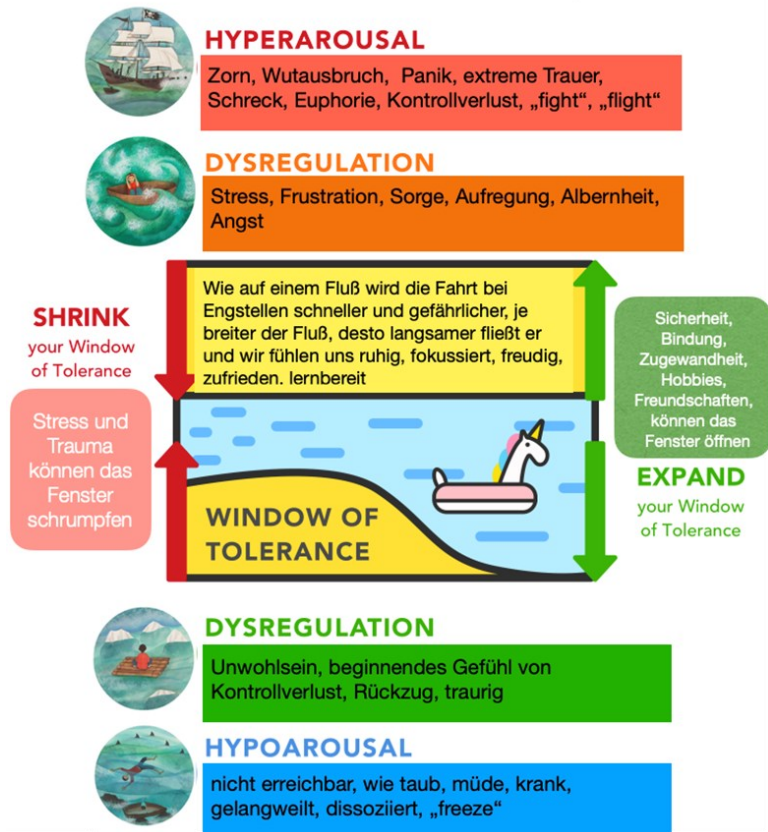 HYPERAROUSAL
Zorn, Wutausbruch, Panik, extreme Trauer,
Schreck, Euphorie, Kontrollverlust, „fight“, „flight“
DYSREGULATION
Stress, Frustration, Sorge, Aufregung, Albernheit,
Angst
Wie auf einem Fluß wird die Fahrt bei
Engstellen schneller und gefährlicher, je
breiter der Fluß, desto langsamer fließt er
und wir fühlen uns ruhig, fokussiert, freudig,
zufrieden. lernbereit
SHRINK
your Window
of Tolerance
Stress und
Trauma
können das
Fenster
schrumpfen
Sicherheit,
Bindung,
Zugewandheit,
Hobbies,
Freundschaften,
können das
Fenster öffnen
EXPAND
your Window
of Tolerance
WINDOW OF
TOLERANCE
DYSREGULATION
Unwohlsein, beginnendes Gefühl von
Kontrollverlust, Rückzug, traurig
HYPOAROUSAL
nicht erreichbar, wie taub, müde, krank,
gelangweilt, dissoziiert, „freeze“